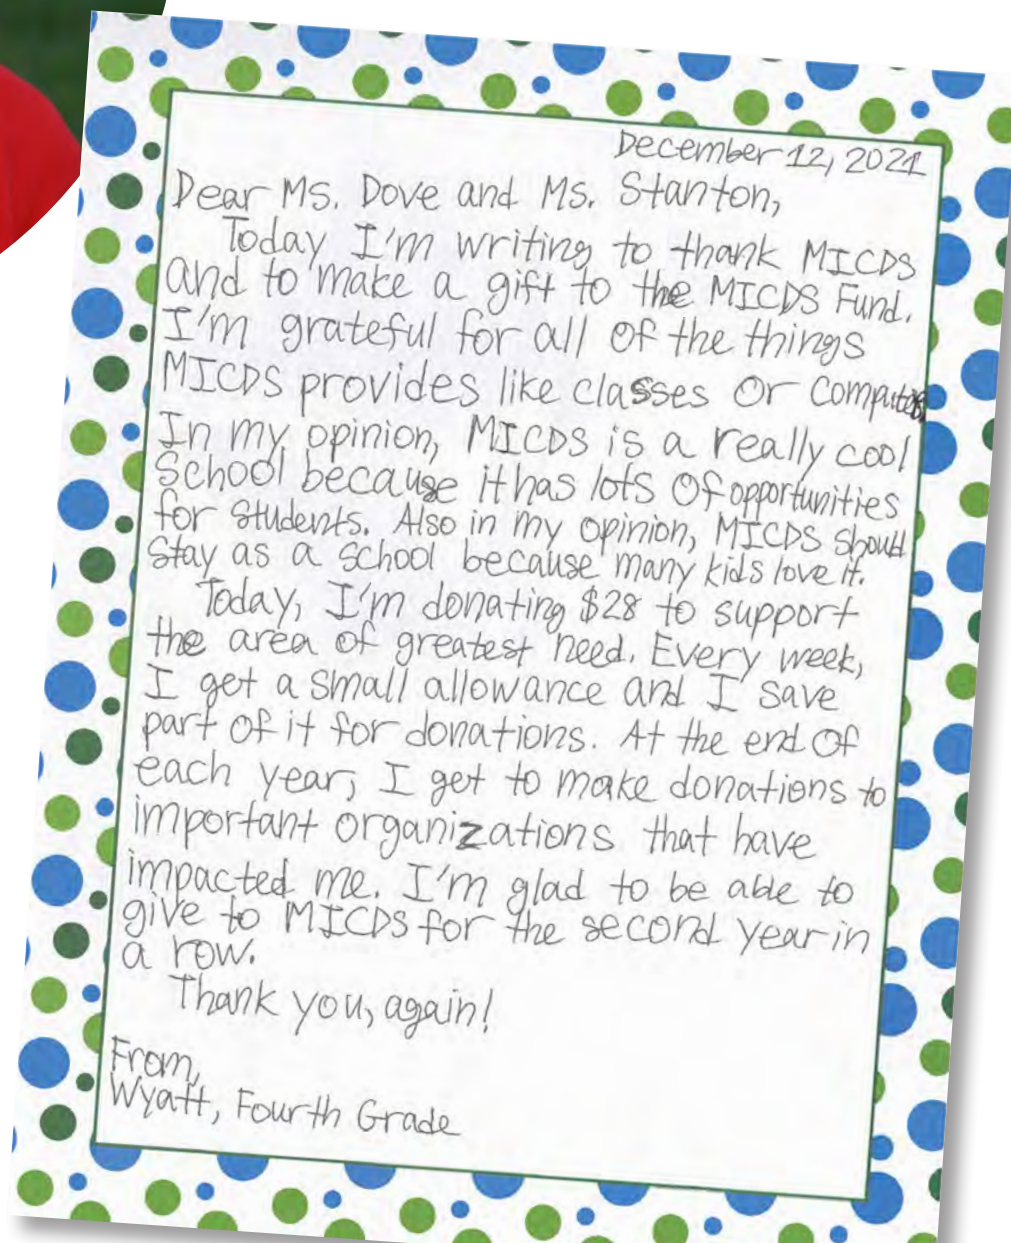 December 12, 2021
Dear Ms. Dove and Ms. Stanton,
Today I'm writing to thank MICDS
and to make a gift to the MICDS Fund.
I'm grateful for all of the things
MICDS provides like classes or computers.
In my opinion, MICDS is a really cool
school because it has lots of opportunities
for students. Also in my opinion, MICDS should
stay as a school because many kids love it.
Today, I'm donating $28 to support
the area of greatest need. Every week,
I get a small allowance and I save
part of it for donations. At the end of
each year, I get to make donations to
important organizations that have
impacted me. I'm glad to be able to
give to MICDS for the second year in
a row.
Thank you, again!
From,
Wyatt, Fourth Grade